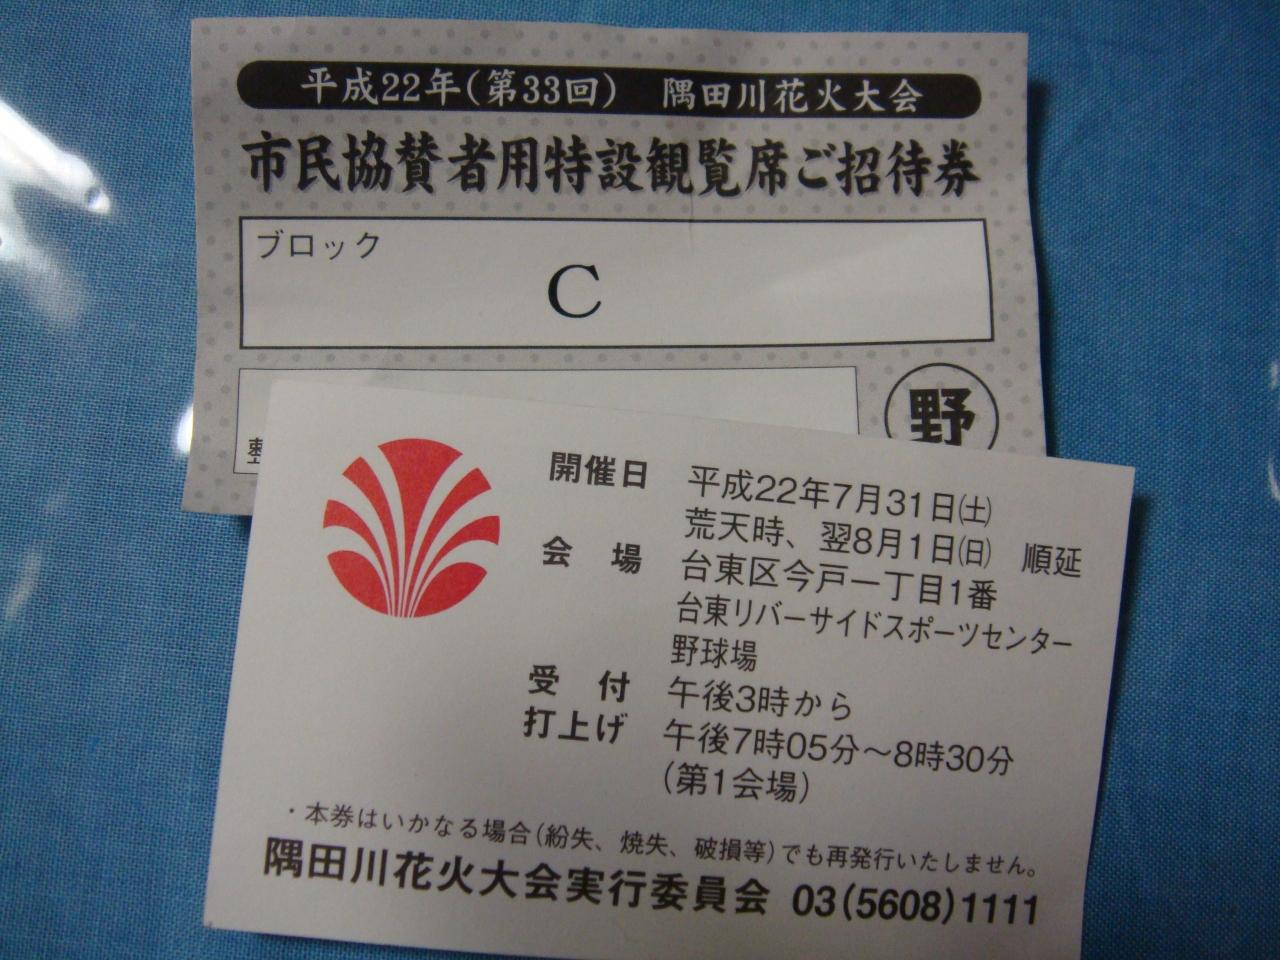 平成22年(第33回) 隅田川花火大会
市民協賛者用特設観覧席ご招待券
ブロック
C
野
整
開催日 平成22年7月31日㈯
荒天時、翌8月1日㈰ 順延
会場 台東区今戸一丁目1番
台東リバーサイドスポーツセンター
野球場
受付 午後3時から
打上げ 午後7時05分～8時30分
(第1会場)
・本券はいかなる場合(紛失、焼失、破損等)でも再発行いたしません。
隅田川花火大会実行委員会 03(5608)1111